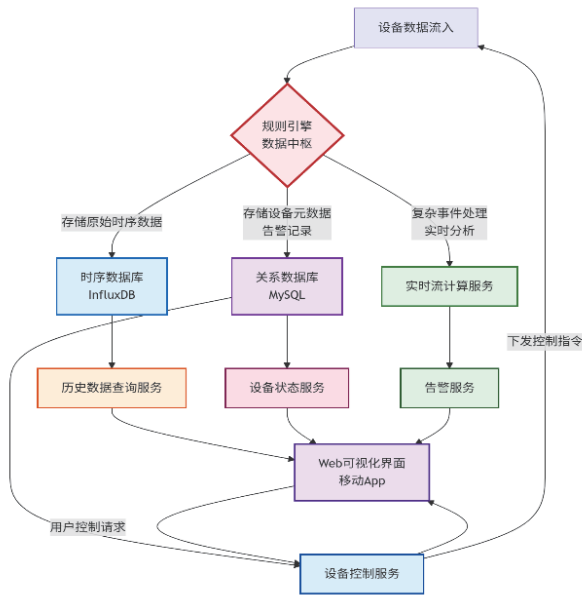 设备数据流入
规则引擎
数据中枢
存储原始时序数据
存储设备元数据
告警记录
复杂事件处理
实时分析
时序数据库
InfluxDB
关系数据库
MySQL
实时流计算服务
下发控制指令
历史数据查询服务
设备状态服务
告警服务
Web可视化界面
移动App
用户控制请求
设备控制服务